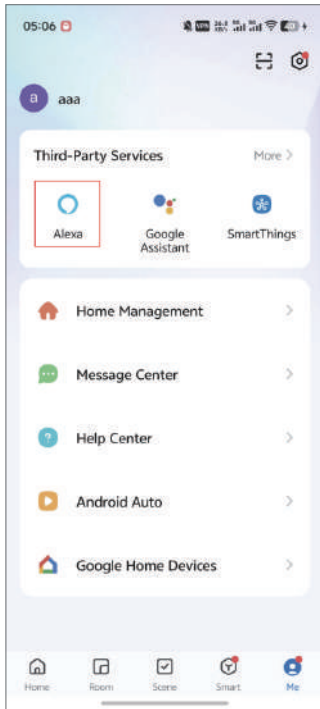 05:06
VPN
a aaa
Third-Party Services More >
Alexa Google Assistant SmartThings
Home Management
Message Center
Help Center
Android Auto
Google Home Devices
Home Room Scene Smart Me